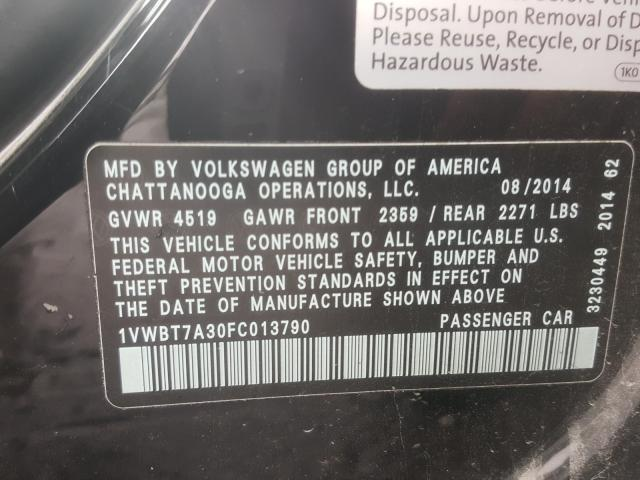 Disposal. Upon Removal of D
Please Reuse, Recycle, or Disp
Hazardous Waste.
1K0
MFD BY VOLKSWAGEN GROUP OF AMERICA
CHATTANOOGA OPERATIONS, LLC. 08/2014
GVWR 4519 GAWR FRONT 2359 / REAR 2271 LBS
THIS VEHICLE CONFORMS TO ALL APPLICABLE U.S.
FEDERAL MOTOR VEHICLE SAFETY, BUMPER AND
THEFT PREVENTION STANDARDS IN EFFECT ON
THE DATE OF MANUFACTURE SHOWN ABOVE.
1VWBT7A30FC013790 PASSENGER CAR
3230449 2014 62